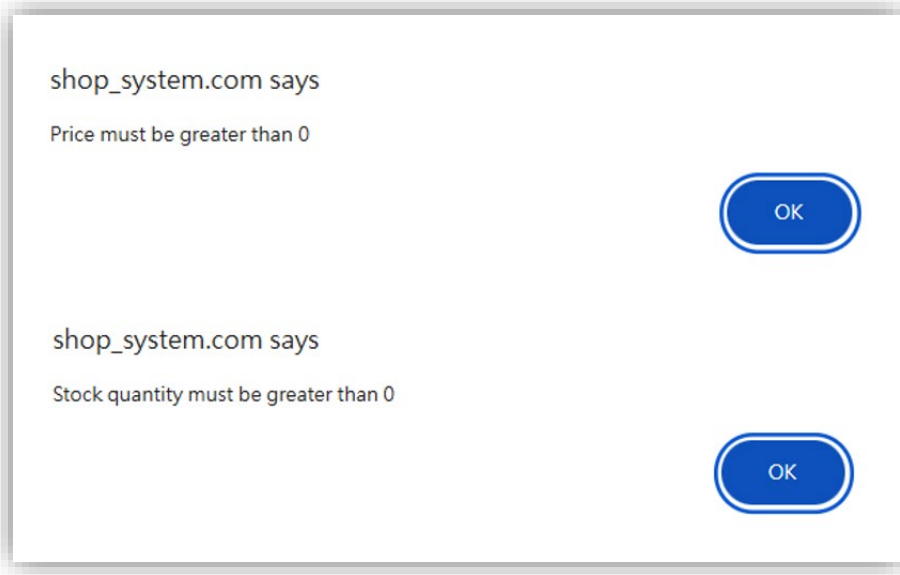 shop_system.com says
Price must be greater than 0
OK
shop_system.com says
Stock quantity must be greater than 0
OK